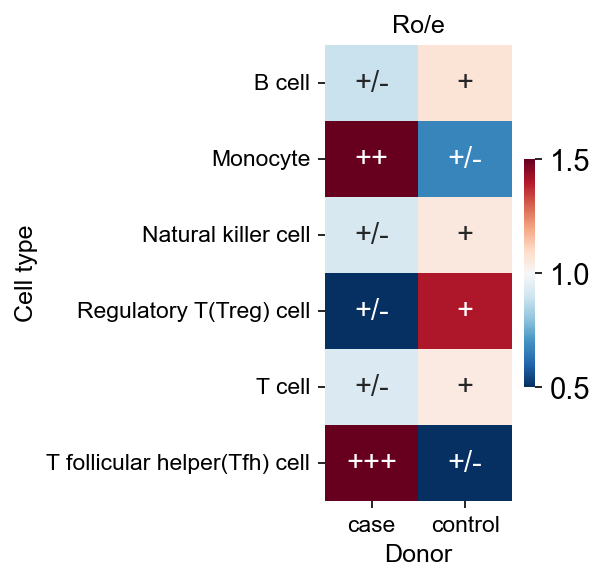 Ro/e
B cell +/- +
Monocyte ++ +/-
Natural killer cell +/- +
Regulatory T(Treg) cell +/- +
T cell +/- +
T follicular helper(Tfh) cell +++ +/-
case control
Donor
Cell type
1.5
1.0
0.5